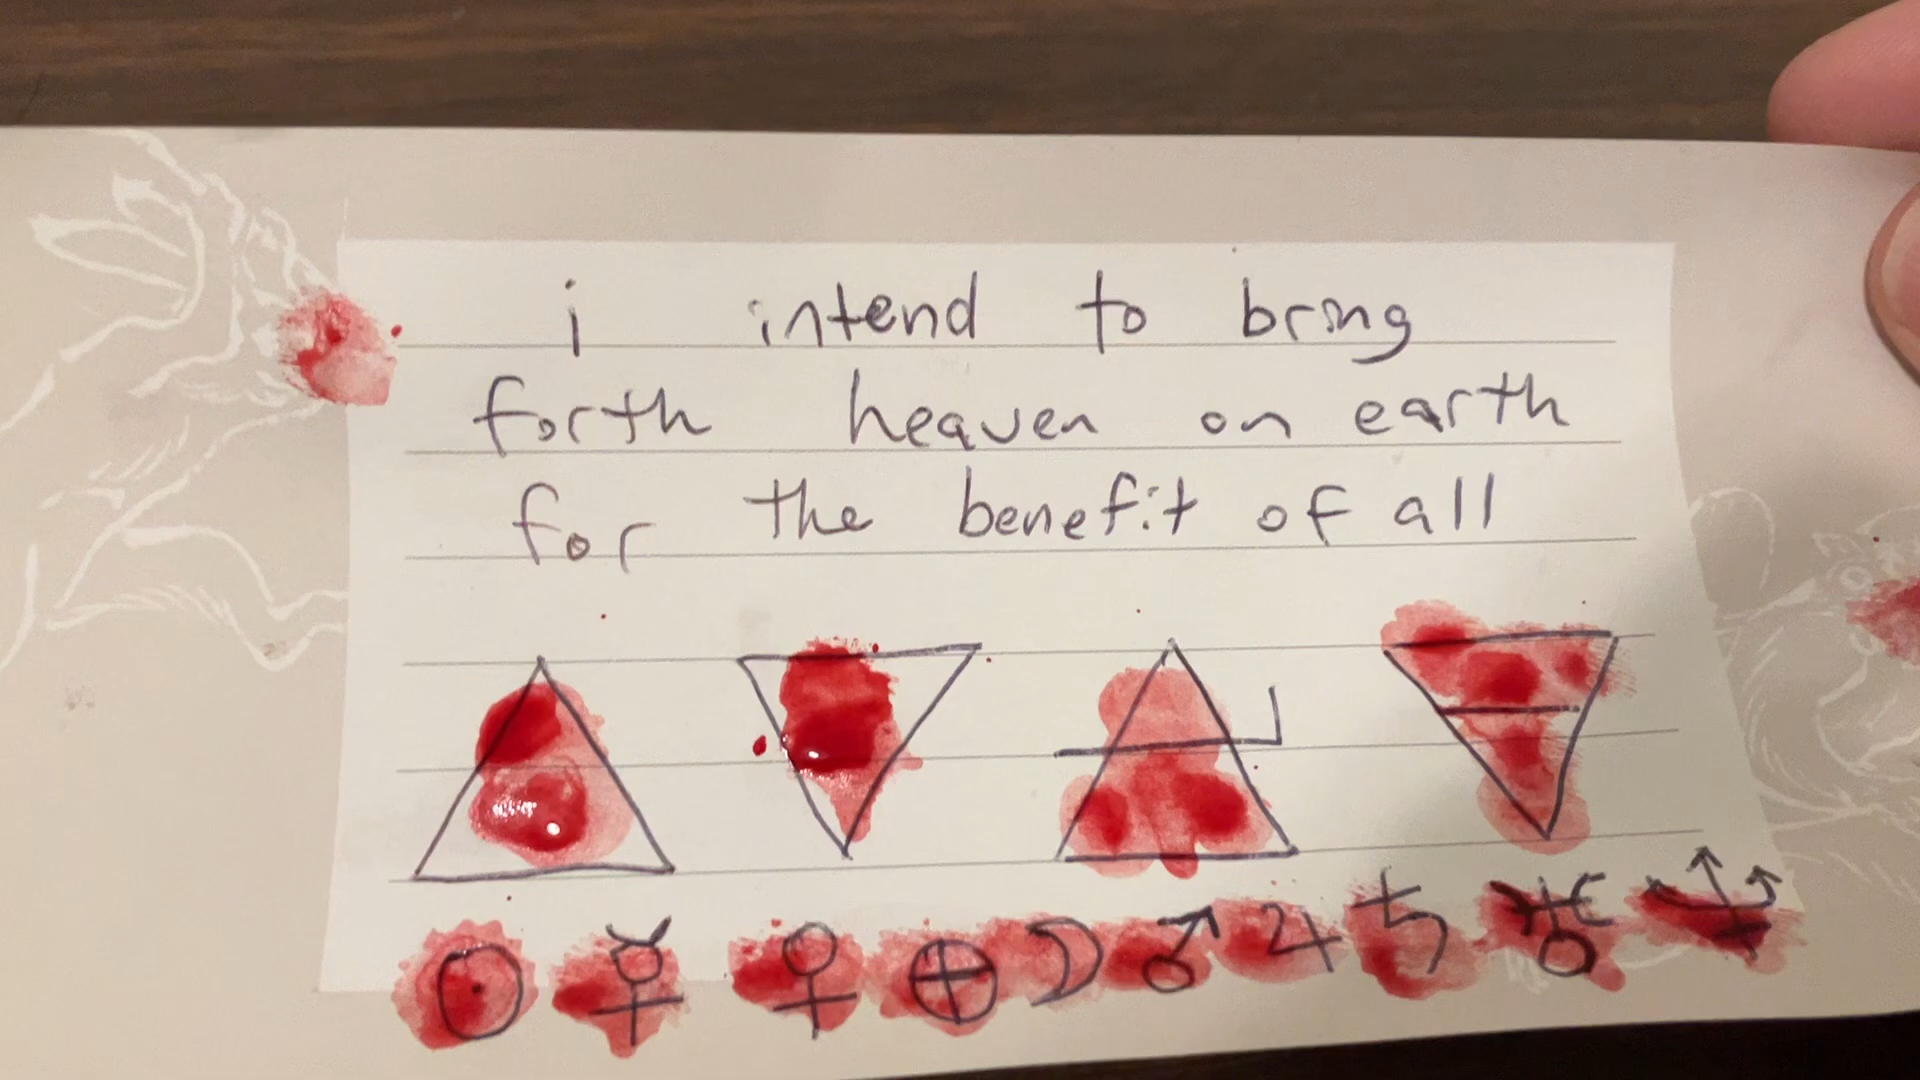 i intend to bring
forth heaven on earth
for the benefit of all